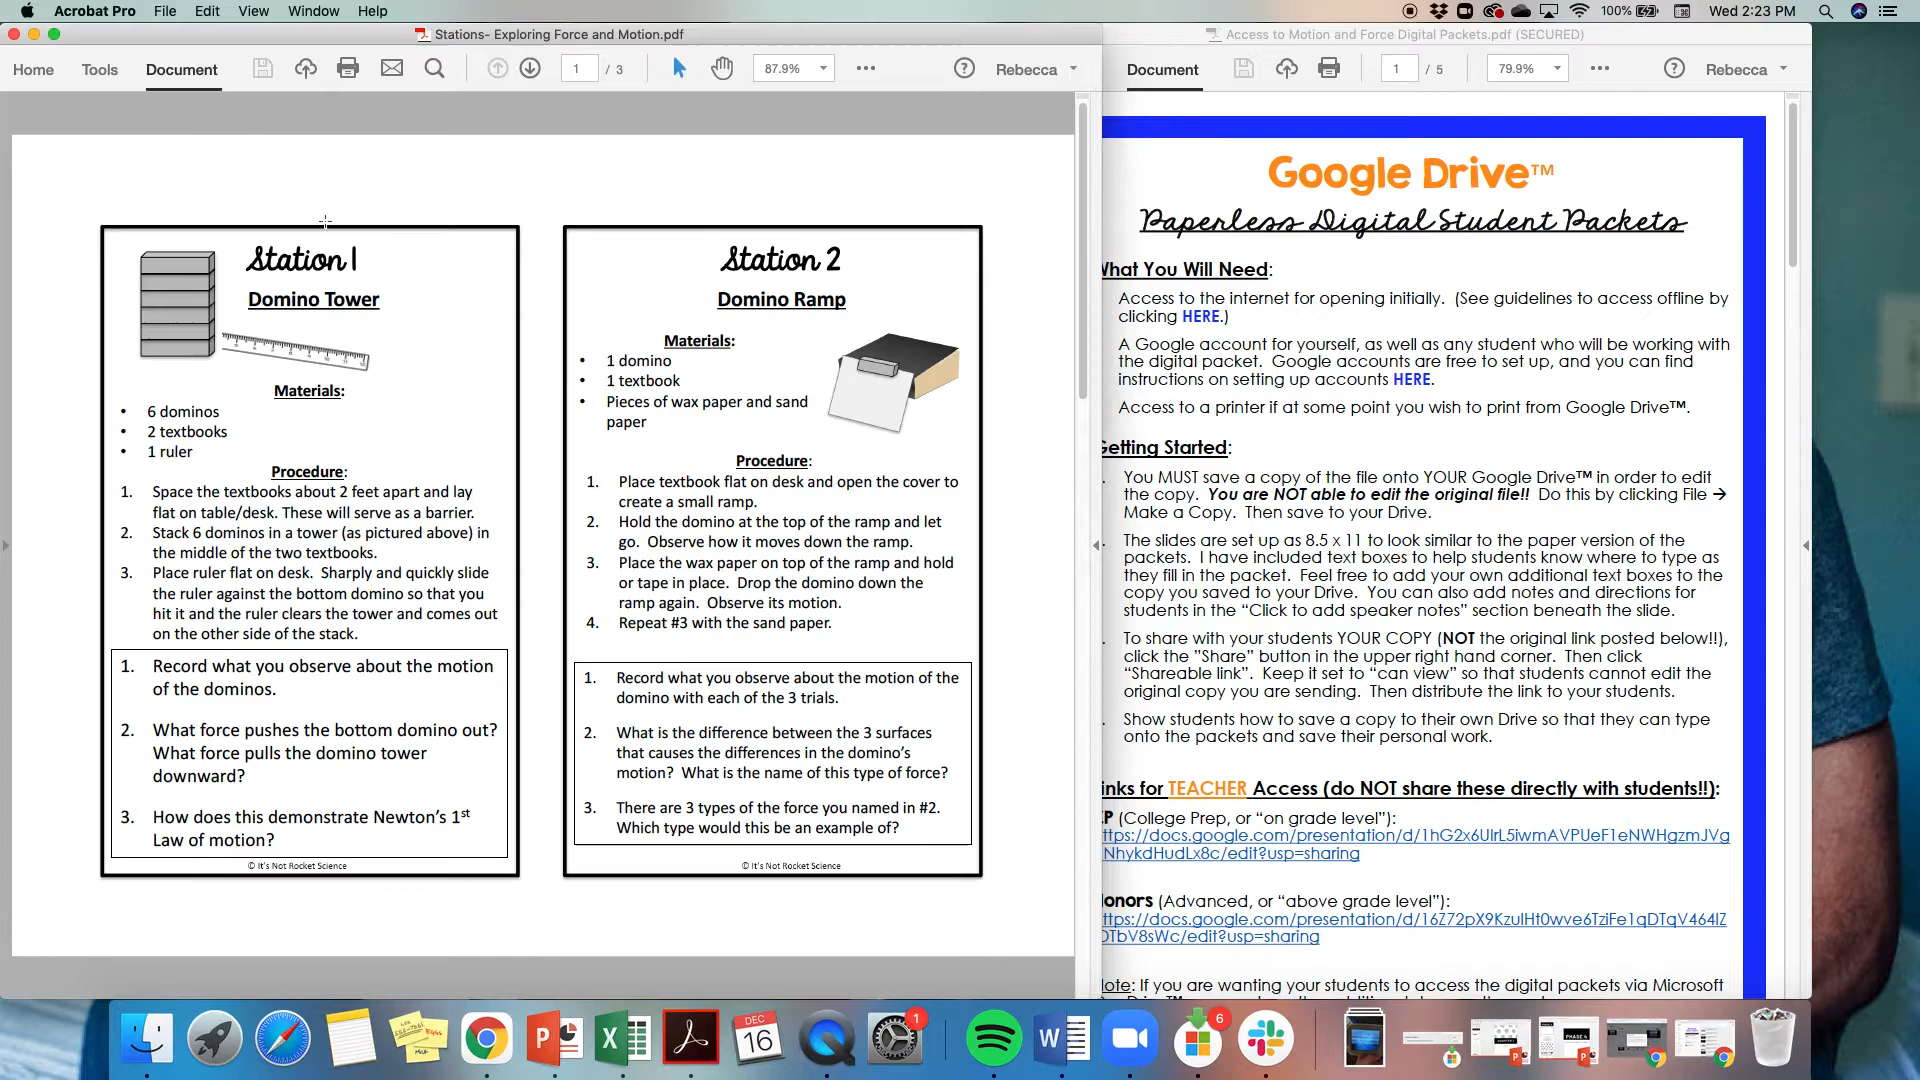 Acrobat Pro File Edit View Window Help
100% Wed 2:23 PM
Stations- Exploring Force and Motion.pdf
Home Tools Document 1 / 3 87.9% Rebecca
Station 1
Domino Tower
Materials:
• 6 dominos
• 2 textbooks
• 1 ruler
Procedure:
1. Space the textbooks about 2 feet apart and lay
flat on table/desk. These will serve as a barrier.
2. Stack 6 dominos in a tower (as pictured above) in
the middle of the two textbooks.
3. Place ruler flat on desk. Sharply and quickly slide
the ruler against the bottom domino so that you
hit it and the ruler clears the tower and comes out
on the other side of the stack.
1. Record what you observe about the motion
of the dominos.
2. What force pushes the bottom domino out?
What force pulls the domino tower
downward?
3. How does this demonstrate Newton's 1st
Law of motion?
© It's Not Rocket Science
Station 2
Domino Ramp
Materials:
• 1 domino
• 1 textbook
• Pieces of wax paper and sand
paper
Procedure:
1. Place textbook flat on desk and open the cover to
create a small ramp.
2. Hold the domino at the top of the ramp and let
go. Observe how it moves down the ramp.
3. Place the wax paper on top of the ramp and hold
or tape in place. Drop the domino down the
ramp again. Observe its motion.
4. Repeat #3 with the sand paper.
1. Record what you observe about the motion of the
domino with each of the 3 trials.
2. What is the difference between the 3 surfaces
that causes the differences in the domino's
motion? What is the name of this type of force?
3. There are 3 types of the force you named in #2.
Which type would this be an example of?
© It's Not Rocket Science
Access to Motion and Force Digital Packets.pdf (SECURED)
Document 1 / 5 79.9% Rebecca
Google Drive™
Paperless Digital Student Packets
What You Will Need:
Access to the internet for opening initially. (See guidelines to access offline by
clicking HERE.)
A Google account for yourself, as well as any student who will be working with
the digital packet. Google accounts are free to set up, and you can find
instructions on setting up accounts HERE.
Access to a printer if at some point you wish to print from Google Drive™.
Getting Started:
You MUST save a copy of the file onto YOUR Google Drive™ in order to edit
the copy. You are NOT able to edit the original file!! Do this by clicking File →
Make a Copy. Then save to your Drive.
The slides are set up as 8.5 x 11 to look similar to the paper version of the
packets. I have included text boxes to help students know where to type as
they fill in the packet. Feel free to add your own additional text boxes to the
copy you saved to your Drive. You can also add notes and directions for
students in the “Click to add speaker notes” section beneath the slide.
To share with your students YOUR COPY (NOT the original link posted below!!),
click the ”Share” button in the upper right hand corner. Then click
“Shareable link”. Keep it set to “can view” so that students cannot edit the
original copy you are sending. Then distribute the link to your students.
Show students how to save a copy to their own Drive so that they can type
onto the packets and save their personal work.
inks for TEACHER Access (do NOT share these directly with students!!):
CP (College Prep, or “on grade level”):
ttps://docs.google.com/presentation/d/1hG2x6UIrL5iwmAVPUeF1eNWHgzmJVg
NhykdHudLx8c/edit?usp=sharing
onors (Advanced, or “above grade level”):
ttps://docs.google.com/presentation/d/16Z72pX9KzulHt0wve6TziFe1qDTqV464IZ
DTbV8sWc/edit?usp=sharing
ote: If you are wanting your students to access the digital packets via Microsoft
DEC
16
1
6